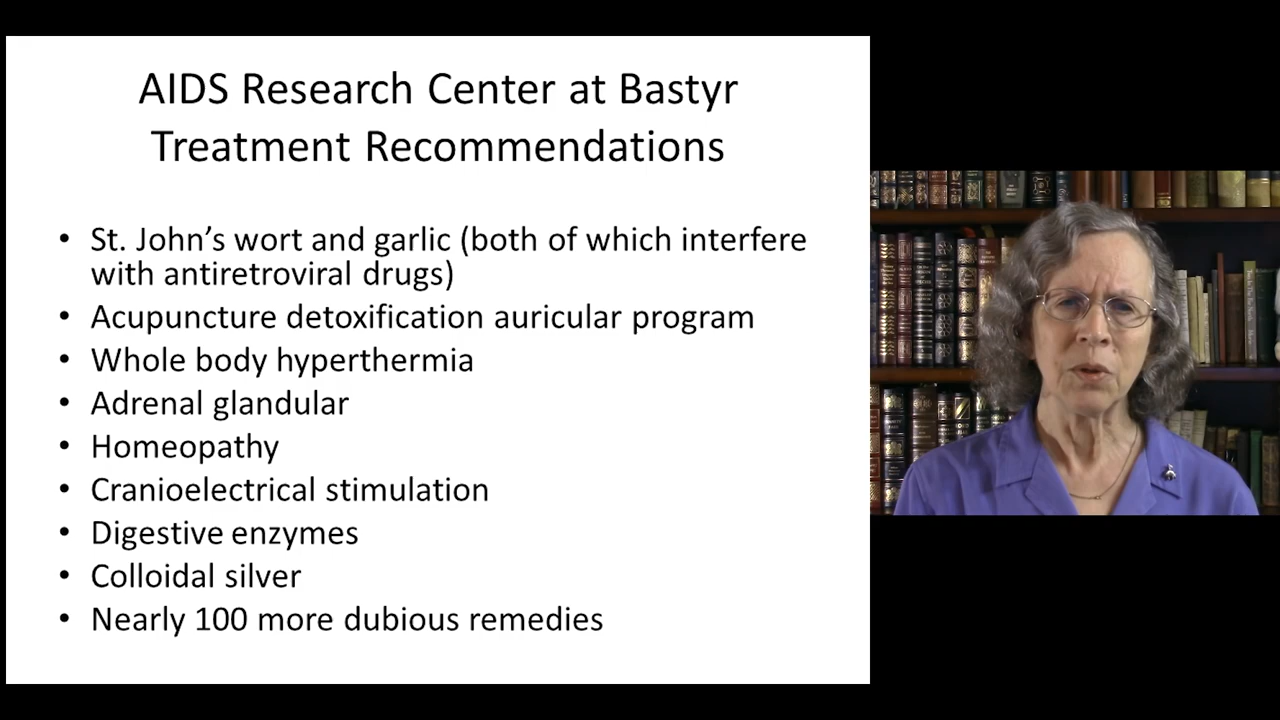 AIDS Research Center at Bastyr
Treatment Recommendations
• St. John’s wort and garlic (both of which interfere
with antiretroviral drugs)
• Acupuncture detoxification auricular program
• Whole body hyperthermia
• Adrenal glandular
• Homeopathy
• Cranioelectrical stimulation
• Digestive enzymes
• Colloidal silver
• Nearly 100 more dubious remedies